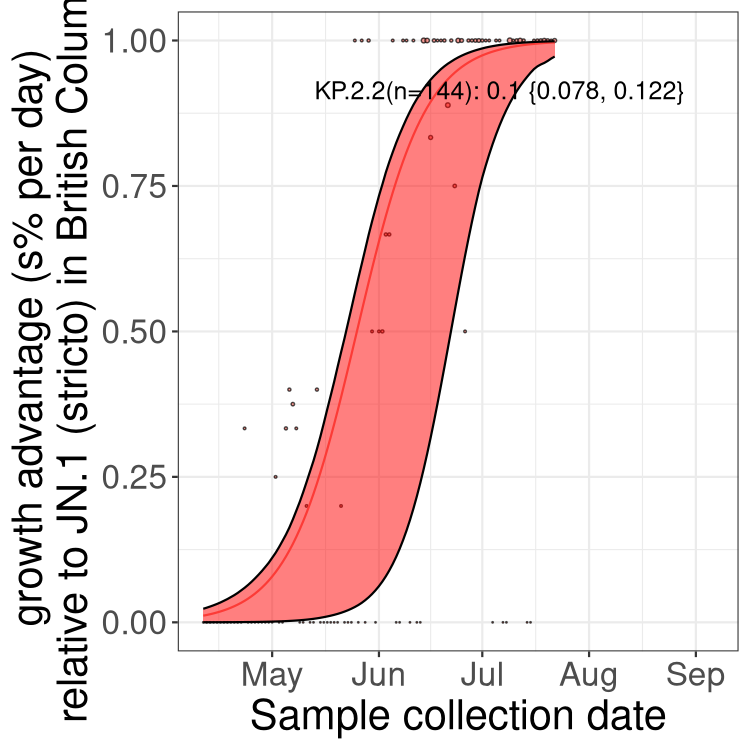 growth advantage (s% per day)
relative to JN.1 (stricto) in British Colum
1.00
0.75
0.50
0.25
0.00
KP.2.2(n=144): 0.1 {0.078, 0.122}
May Jun Jul Aug Sep
Sample collection date